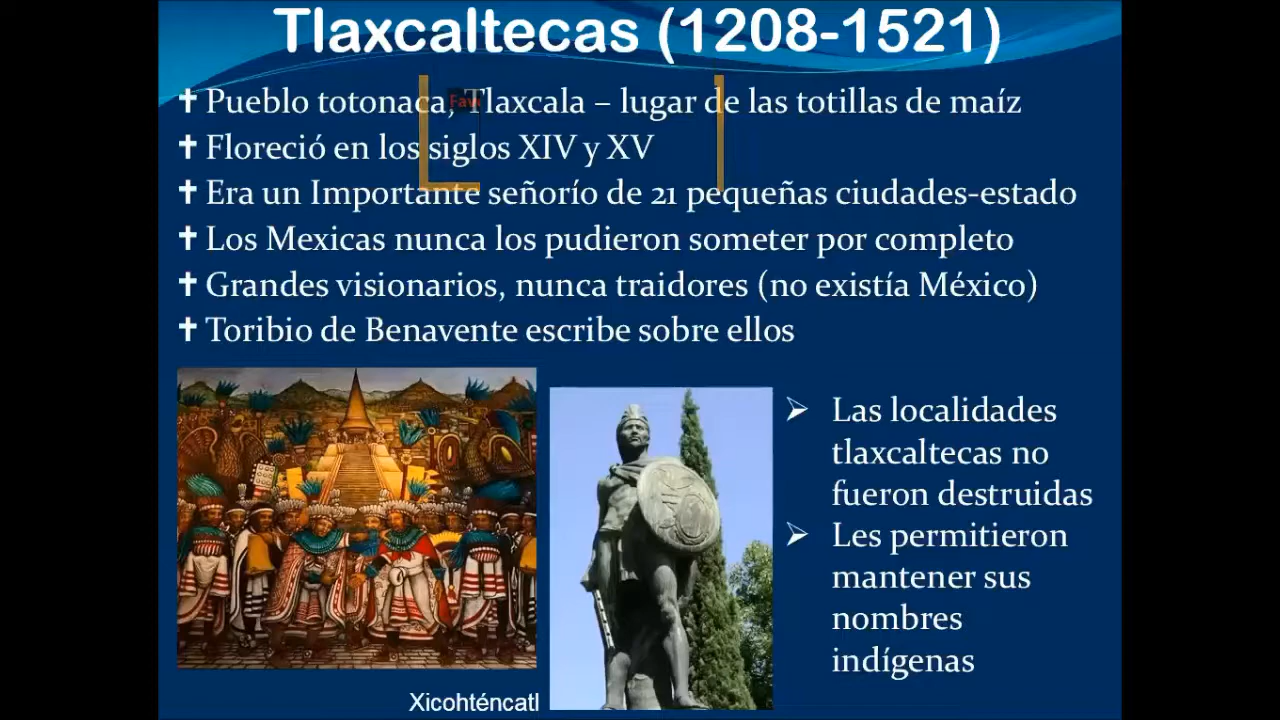 Tlaxcaltecas (1208-1521)
Pueblo totonaca, Tlaxcala – lugar de las totillas de maíz
Floreció en los siglos XIV y XV
Era un Importante señorío de 21 pequeñas ciudades-estado
Los Mexicas nunca los pudieron someter por completo
Grandes visionarios, nunca traidores (no existía México)
Toribio de Benavente escribe sobre ellos
Las localidades
tlaxcaltecas no
fueron destruidas
Les permitieron
mantener sus
nombres
indígenas
Xicohténcatl